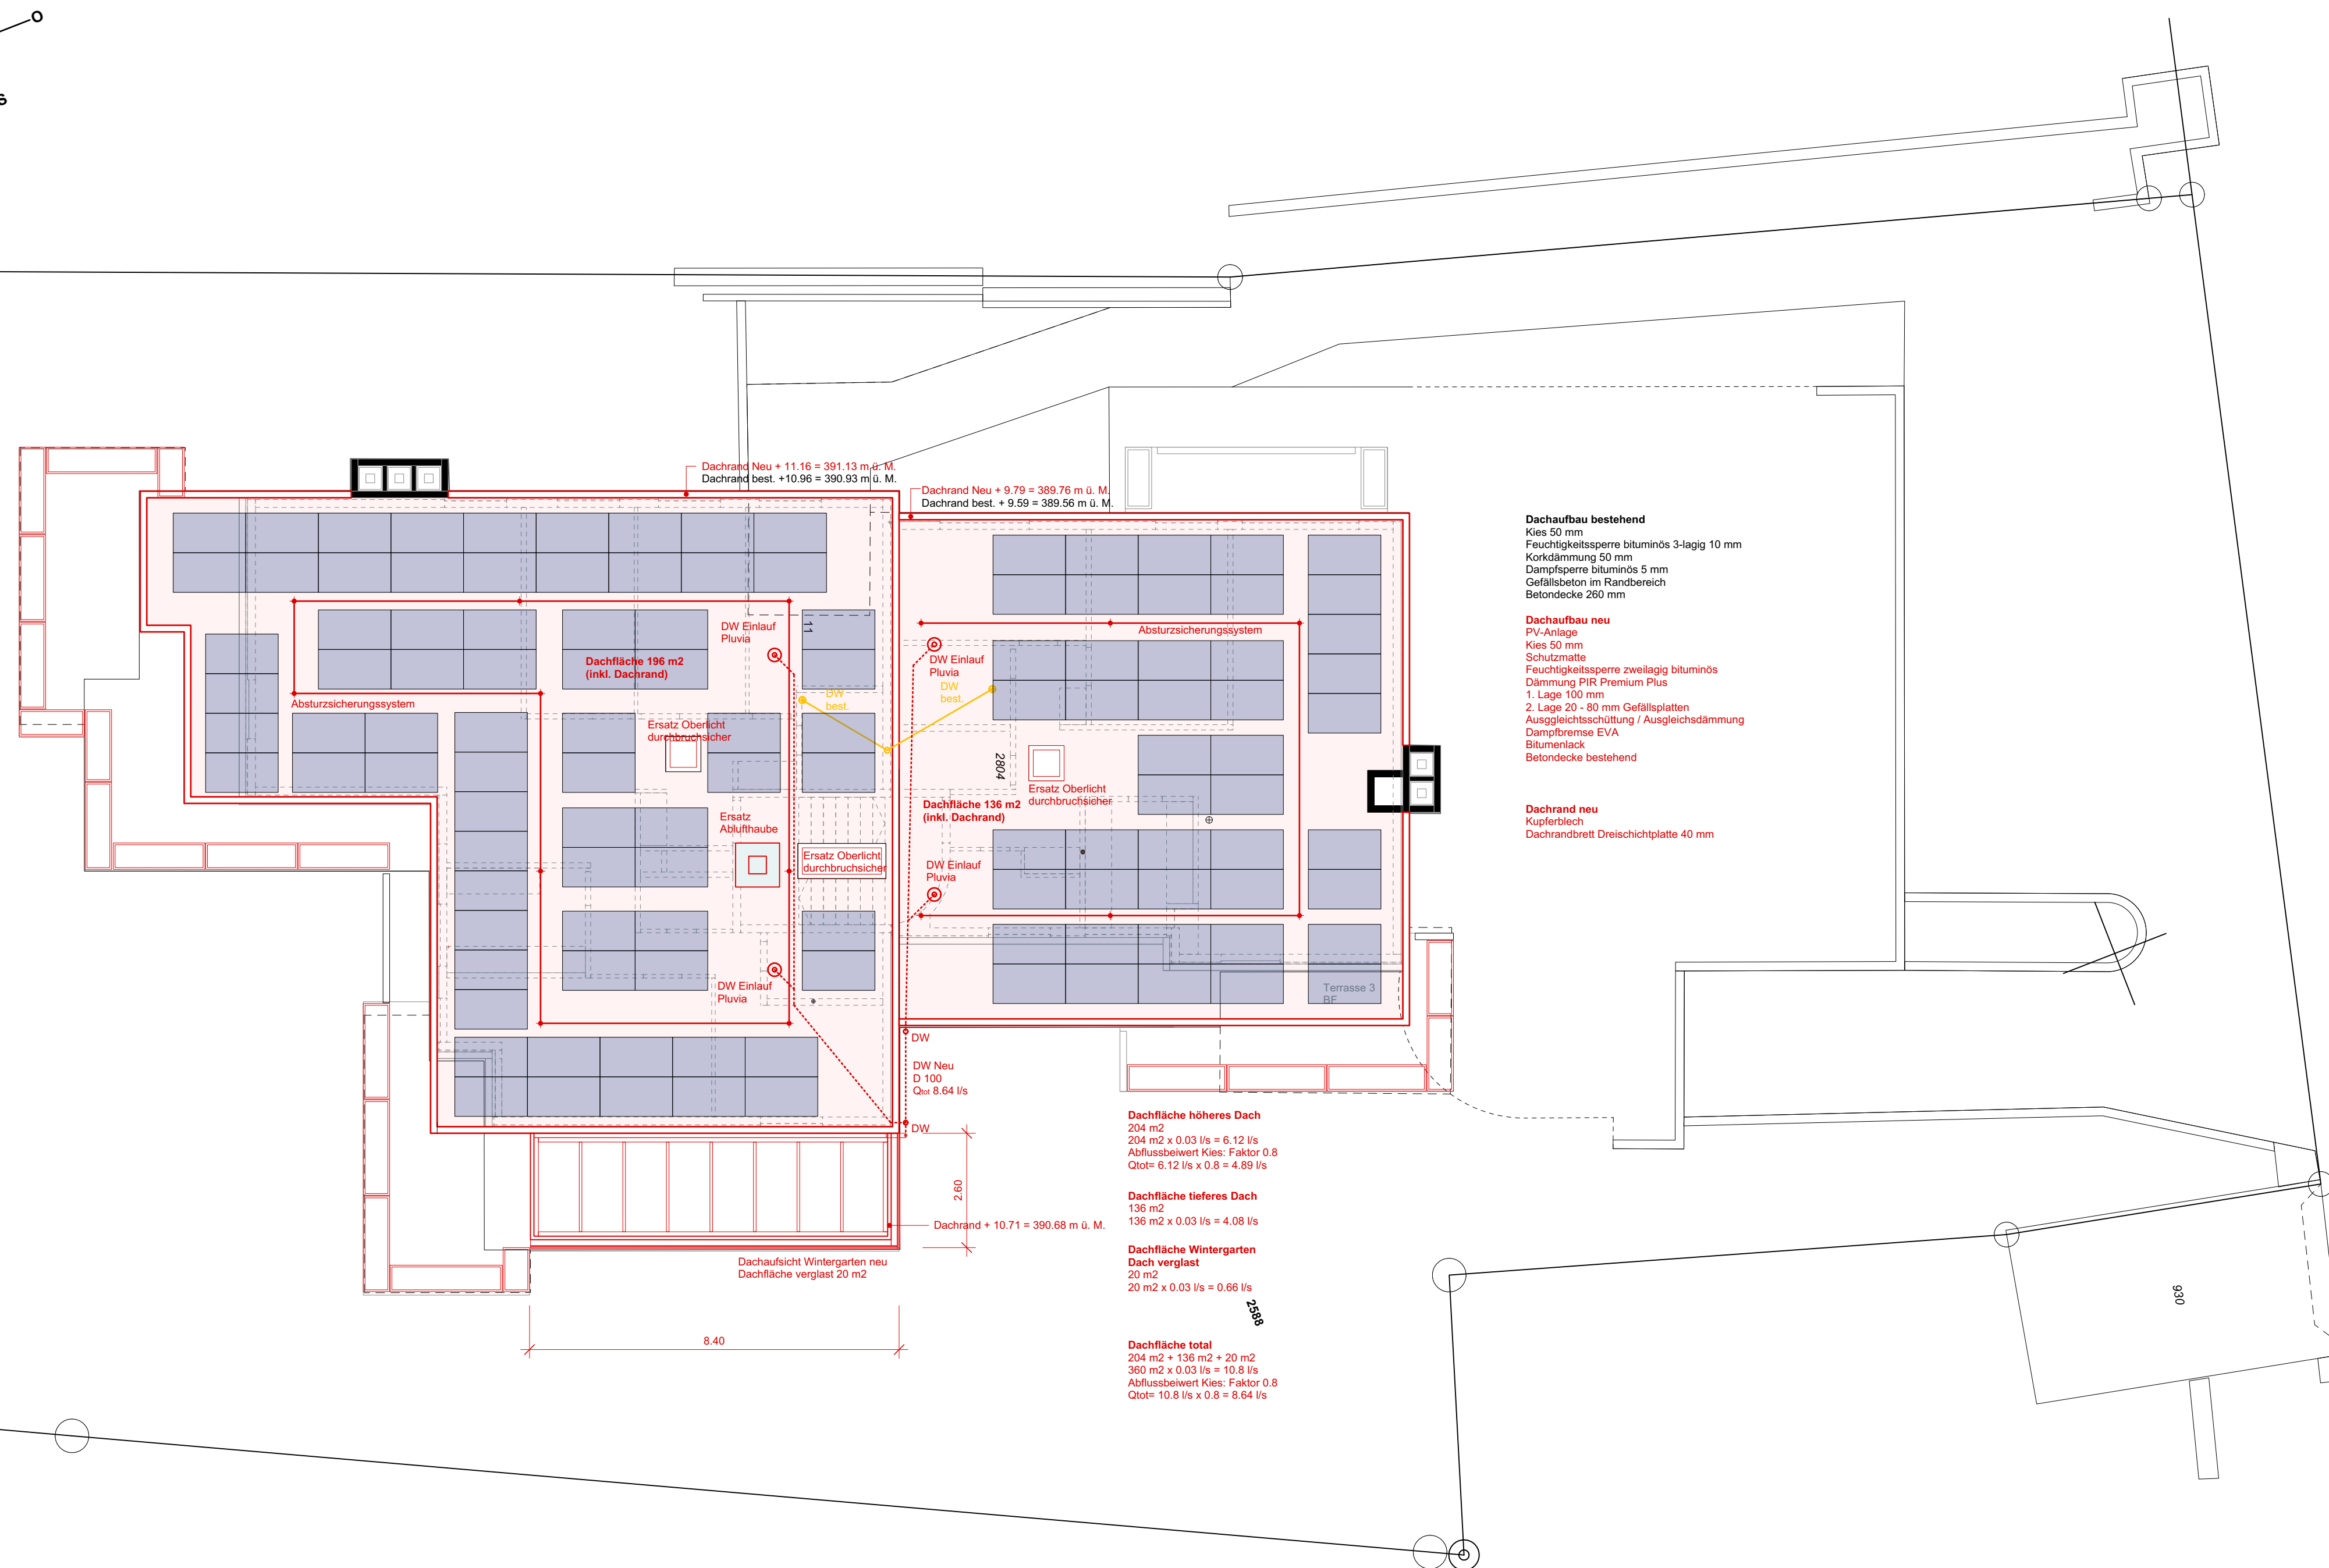 O
S
Dachrand Neu + 11.16 = 391.13 m ü. M.
Dachrand best. +10.96 = 390.93 m ü. M.
Dachrand Neu + 9.79 = 389.76 m ü. M.
Dachrand best. + 9.59 = 389.56 m ü. M.
DW Einlauf
Pluvia
11
Absturzsicherungssystem
Dachfläche 196 m2
(inkl. Dachrand)
DW Einlauf
Pluvia
DW
best.
DW
best.
Absturzsicherungssystem
Ersatz Oberlicht
durchbruchsicher
2804
Ersatz Oberlicht
durchbruchsicher
Dachfläche 136 m2
(inkl. Dachrand)
Ersatz
Ablufthaube
Ersatz Oberlicht
durchbruchsicher
DW Einlauf
Pluvia
DW Einlauf
Pluvia
Terrasse 3
BF
DW
DW Neu
D 100
Qtot 8.64 l/s
DW
2.60
Dachrand + 10.71 = 390.68 m ü. M.
Dachaufsicht Wintergarten neu
Dachfläche verglast 20 m2
8.40
Dachaufbau bestehend
Kies 50 mm
Feuchtigkeitssperre bituminös 3-lagig 10 mm
Korkdämmung 50 mm
Dampfsperre bituminös 5 mm
Gefällsbeton im Randbereich
Betondecke 260 mm
Dachaufbau neu
PV-Anlage
Kies 50 mm
Schutzmatte
Feuchtigkeitssperre zweilagig bituminös
Dämmung PIR Premium Plus
1. Lage 100 mm
2. Lage 20 - 80 mm Gefällsplatten
Ausggleichtsschüttung / Ausgleichsdämmung
Dampfbremse EVA
Bitumenlack
Betondecke bestehend
Dachrand neu
Kupferblech
Dachrandbrett Dreischichtplatte 40 mm
Dachfläche höheres Dach
204 m2
204 m2 x 0.03 l/s = 6.12 l/s
Abflussbeiwert Kies: Faktor 0.8
Qtot= 6.12 l/s x 0.8 = 4.89 l/s
Dachfläche tieferes Dach
136 m2
136 m2 x 0.03 l/s = 4.08 l/s
Dachfläche Wintergarten
Dach verglast
20 m2
20 m2 x 0.03 l/s = 0.66 l/s
2588
Dachfläche total
204 m2 + 136 m2 + 20 m2
360 m2 x 0.03 l/s = 10.8 l/s
Abflussbeiwert Kies: Faktor 0.8
Qtot= 10.8 l/s x 0.8 = 8.64 l/s
930